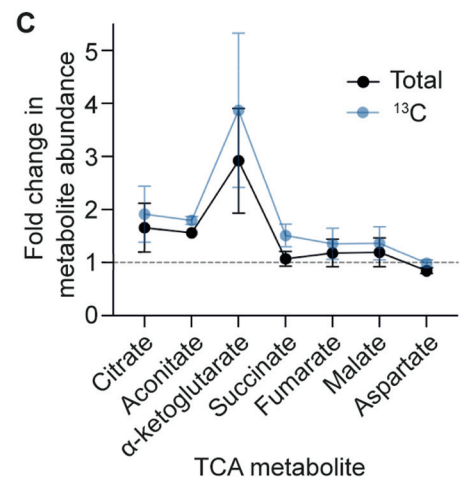 C
Fold change in
metabolite abundance
5
4
3
2
1
0
Total
¹³C
Citrate
Aconitate
α-ketoglutarate
Succinate
Fumarate
Malate
Aspartate
TCA metabolite